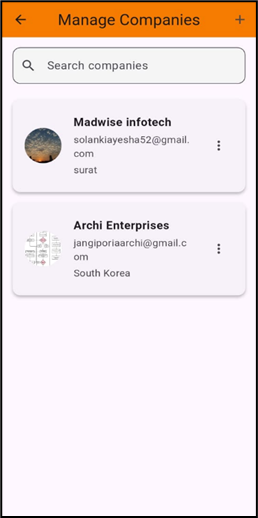 Manage Companies
Search companies
Madwise infotech
solankiayesha52@gmail.
com
surat
Archi Enterprises
jangiporiaarchi@gmail.c
om
South Korea